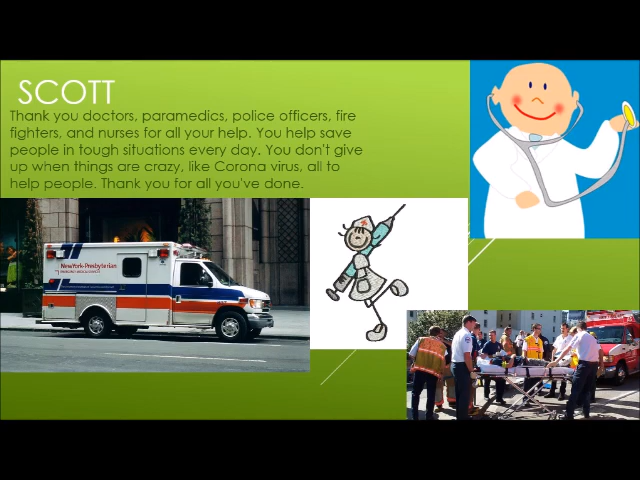 SCOTT
Thank you doctors, paramedics, police officers, fire
fighters, and nurses for all your help. You help save
people in tough situations every day. You don't give
up when things are crazy, like Corona virus, all to
help people. Thank you for all you've done.
NewYork-Presbyterian